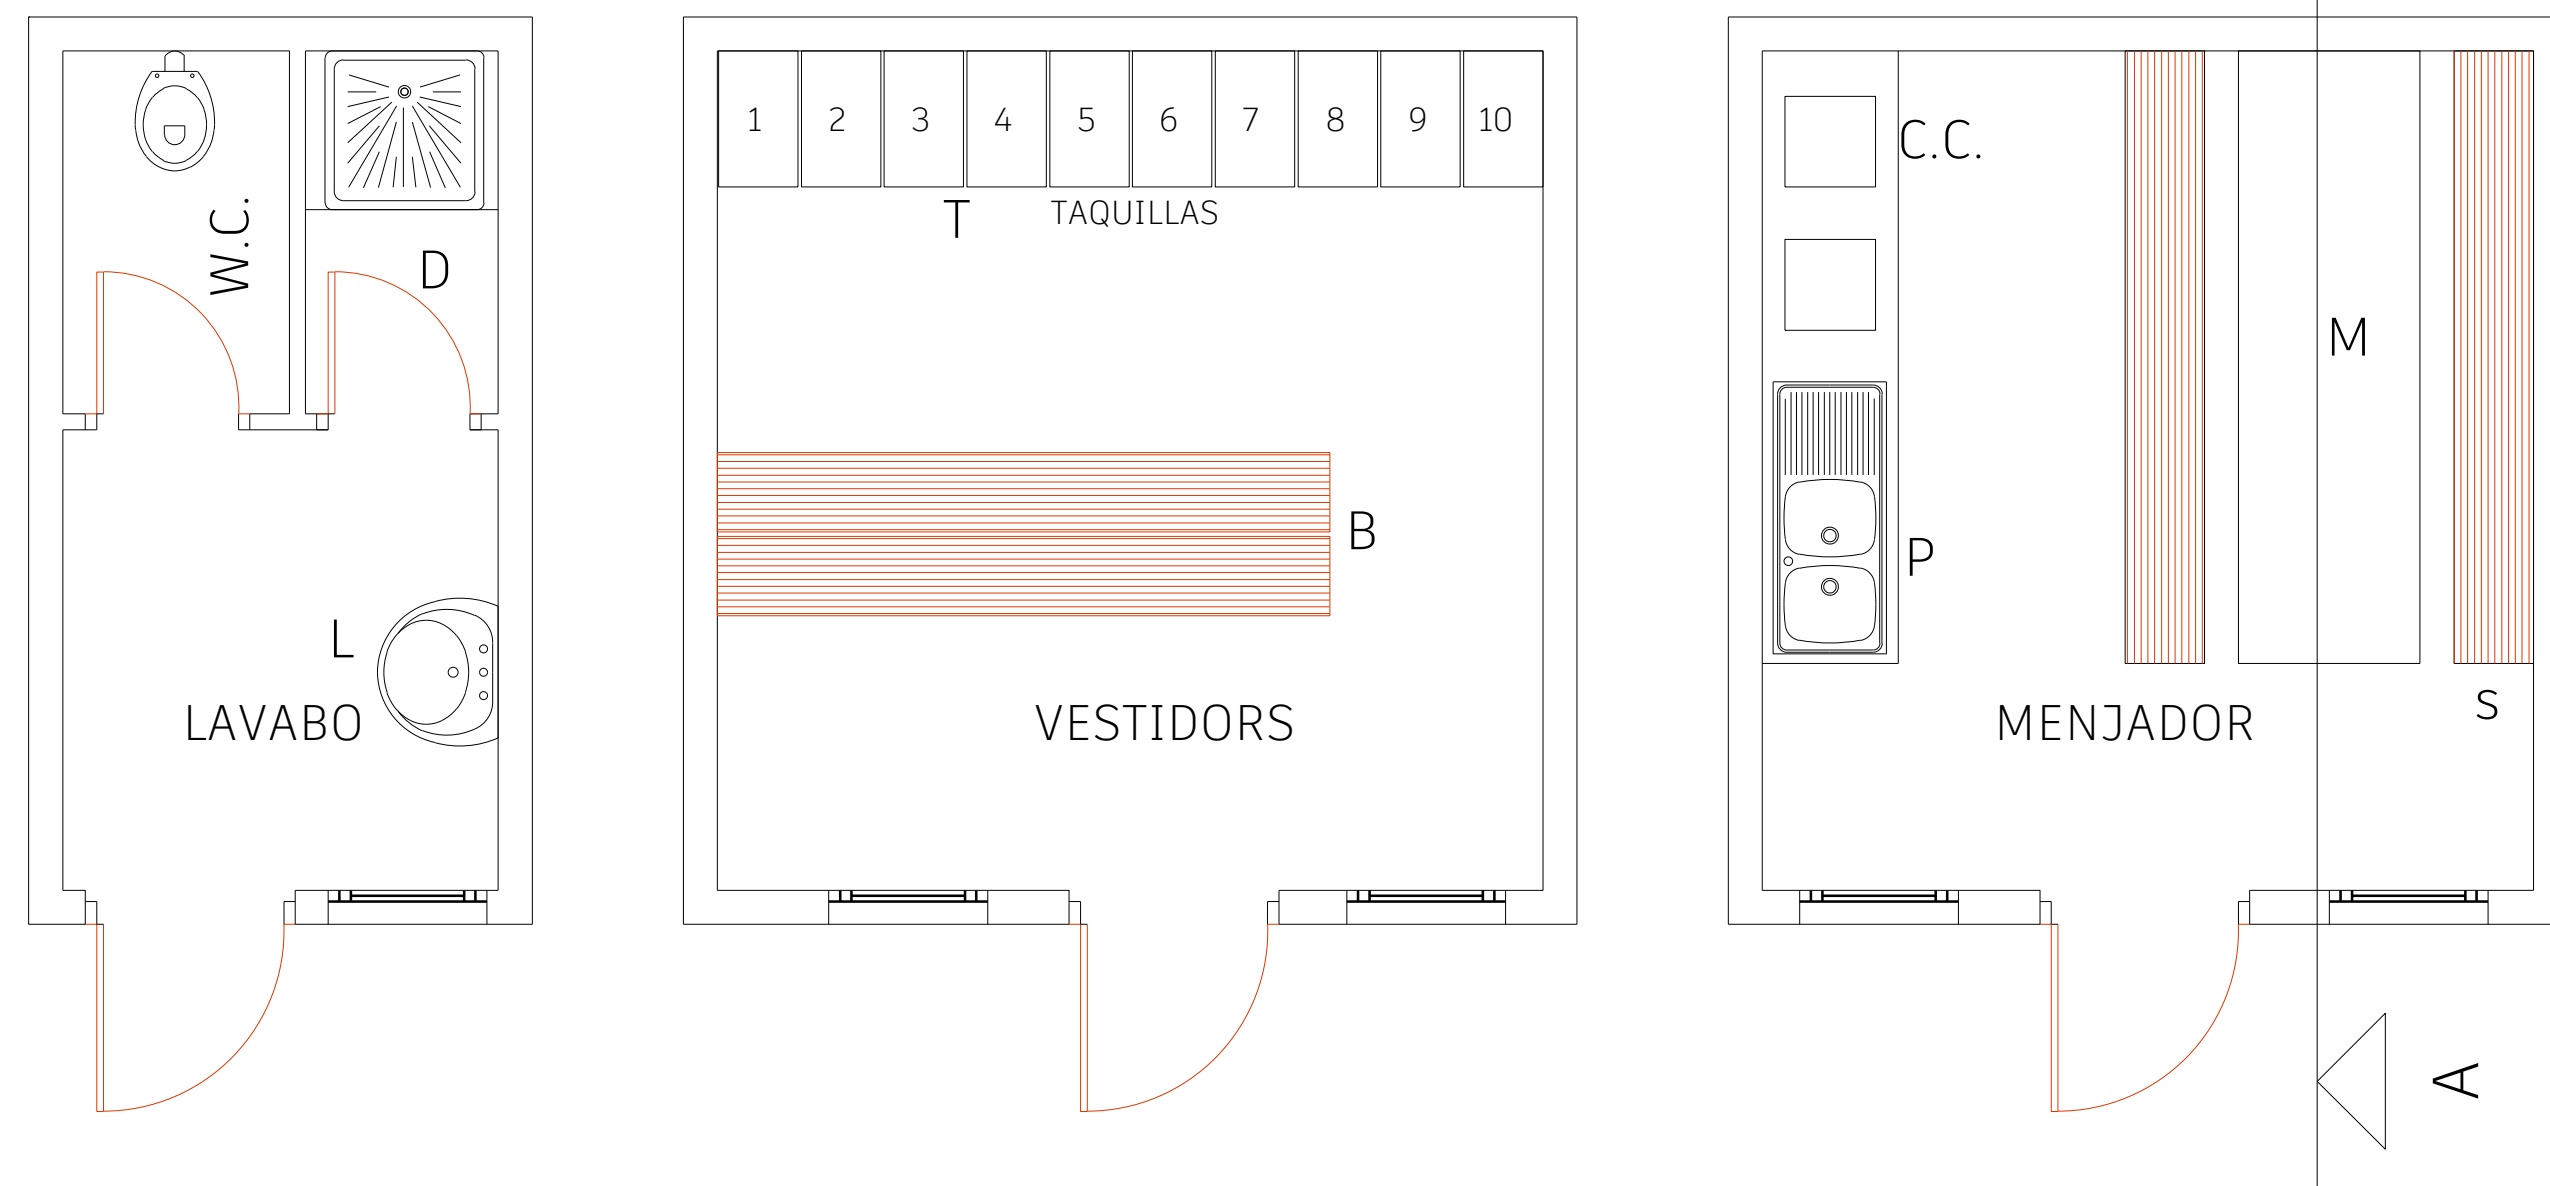 W.C.
D
L
LAVABO
1 2 3 4 5 6 7 8 9 10
T TAQUILLAS
B
VESTIDORS
C.C.
M
P
S
MENJADOR
A